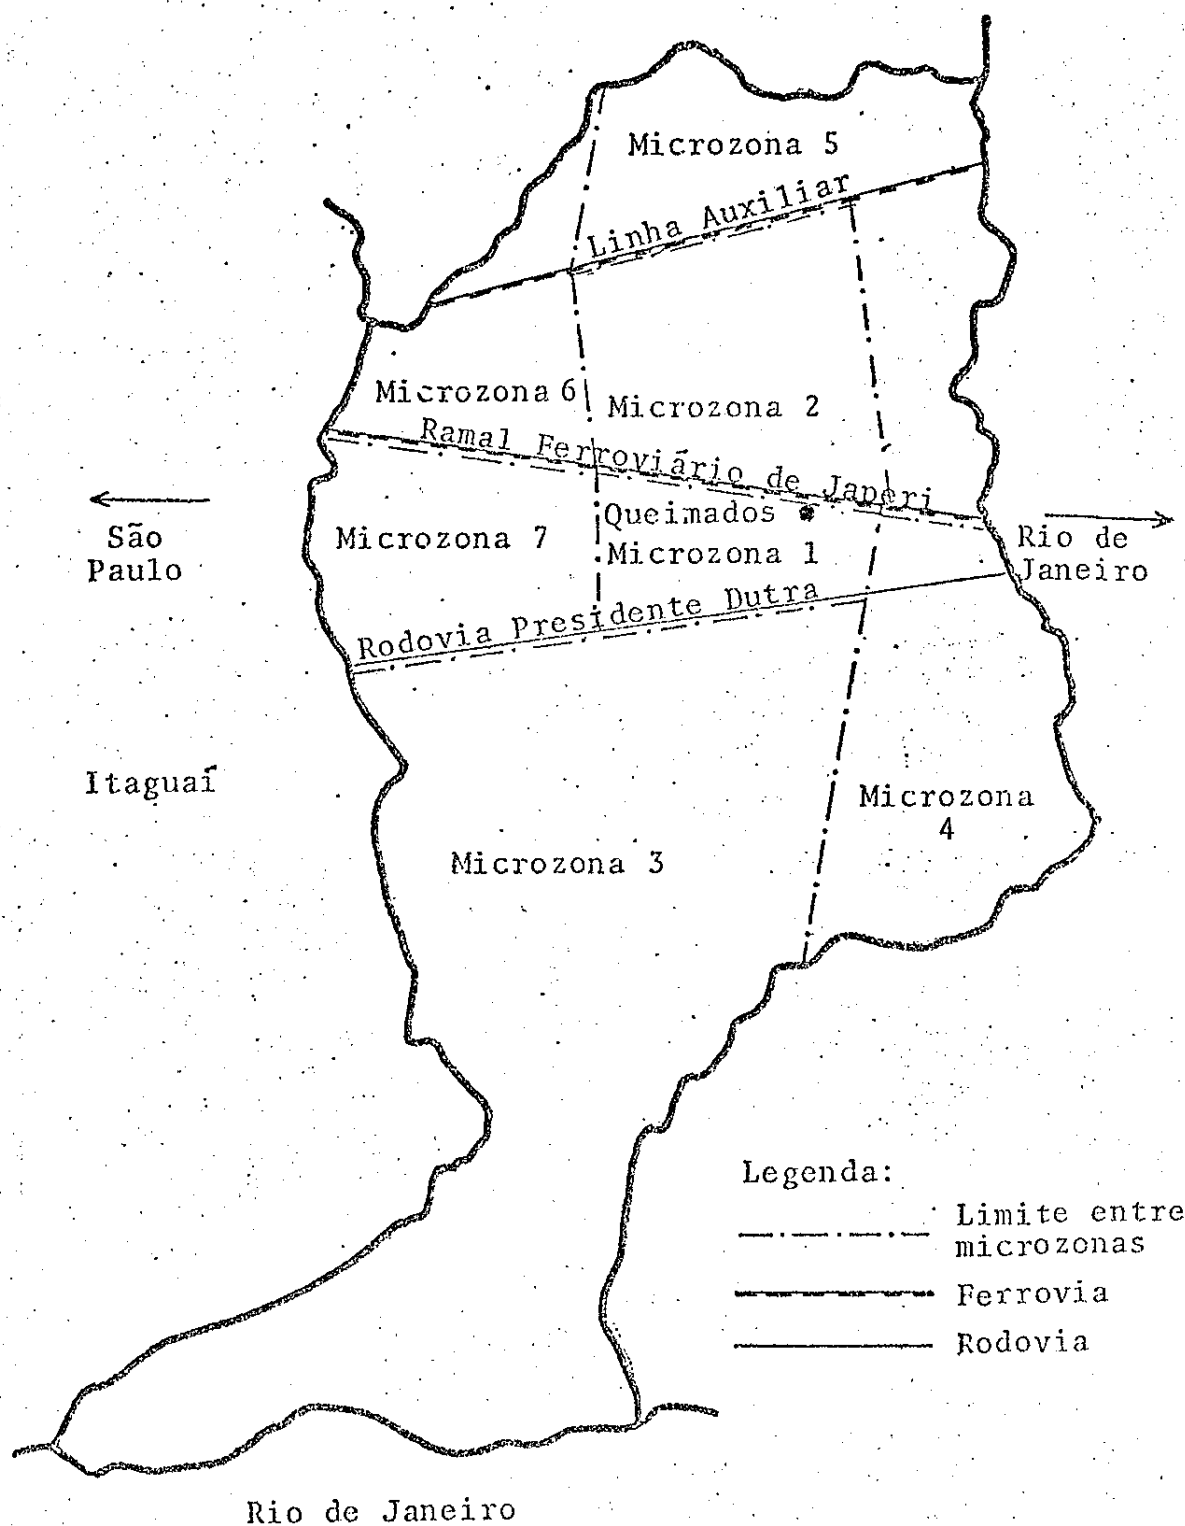 Microzona 5
Linha Auxiliar
Microzona 6
Microzona 2
Ramal Ferroviário de Japeri
São
Paulo
Microzona 7
Queimados
Microzona 1
Rio de
Janeiro
Rodovia Presidente Dutra
Itaguaí
Microzona
4
Microzona 3
Legenda:
Limite entre
microzonas
Ferrovia
Rodovia
Rio de Janeiro